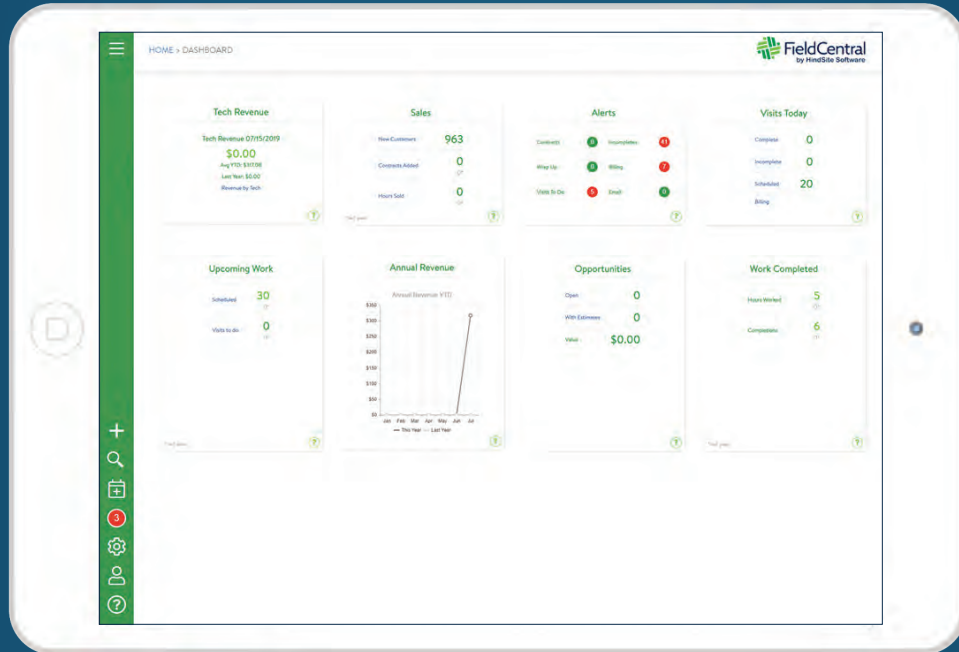 HOME > DASHBOARD
FieldCentral
by HindSite Software
Tech Revenue
Tech Revenue 07/15/2019
$0.00
Avg YTD: $317.08
Last Year: $0.00
Revenue by Tech
?
Sales
New Customers 963
Contracts Added 0
Hours Sold 0
?
Alerts
Contracts 0 Incompletes 41
Wrap Up 0 Billing 7
Visits To Do 5 Email 0
?
Visits Today
Complete 0
Incomplete 0
Scheduled 20
Billing
?
Upcoming Work
Scheduled 30
Visits to do 0
?
Annual Revenue
Annual Revenue YTD
$350
$300
$250
$200
$150
$100
$50
$0
Jan Feb Mar Apr May Jun Jul
This Year Last Year
?
Opportunities
Open 0
With Estimates 0
Value $0.00
?
Work Completed
Hours Worked 5
Completions 6
?
3
?